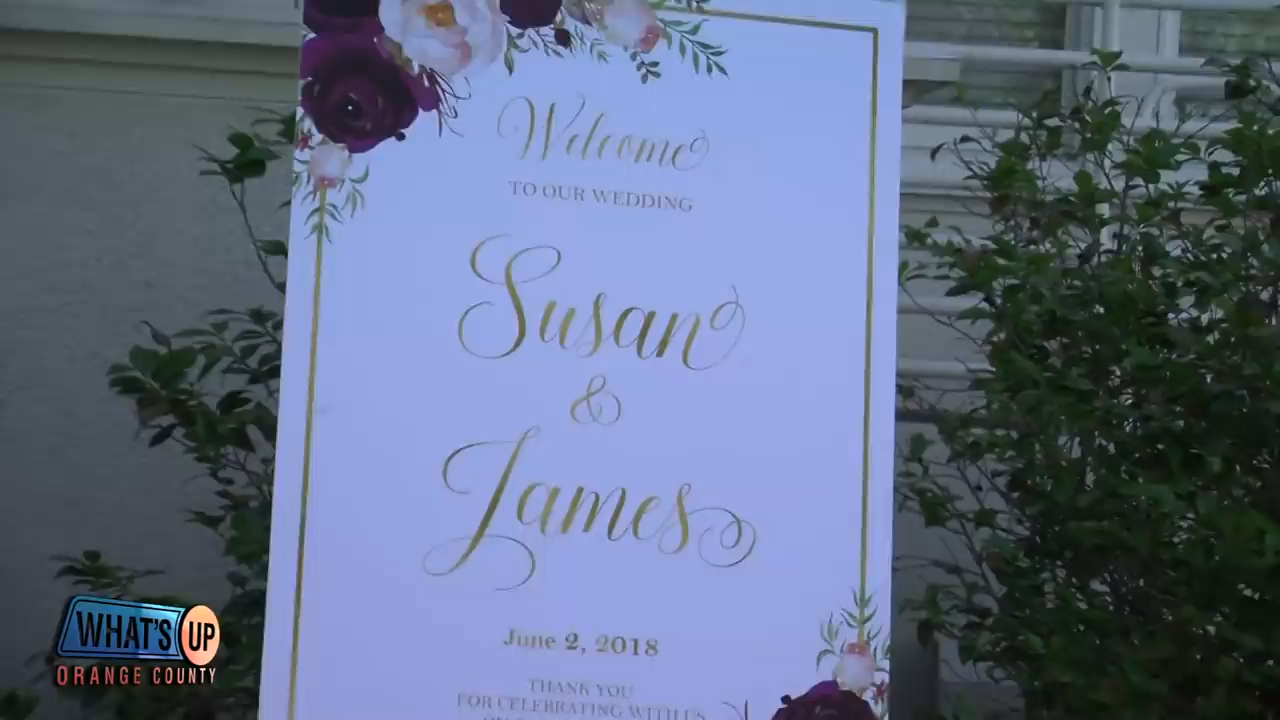 Welcome
TO OUR WEDDING
Susan
&
James
June 2, 2018
THANK YOU
FOR CELEBRATING WITH US
WHAT'S UP
ORANGE COUNTY